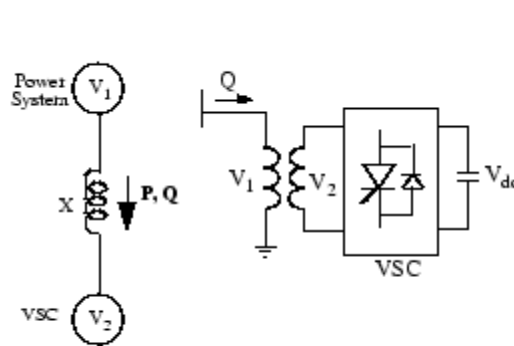 Power
System
V1
X
P, Q
VSC
V2
Q
V1
V2
VSC
Vdc